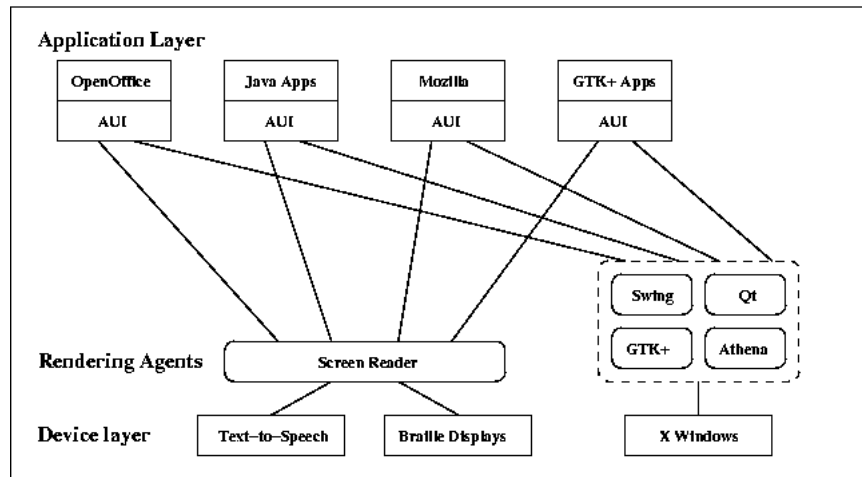 Application Layer
OpenOffice
Java Apps
Mozilla
GTK+ Apps
AUI
AUI
AUI
AUI
Swing
Qt
GTK+
Athena
Rendering Agents
Screen Reader
Device layer
Text-to-Speech
Braille Displays
X Windows